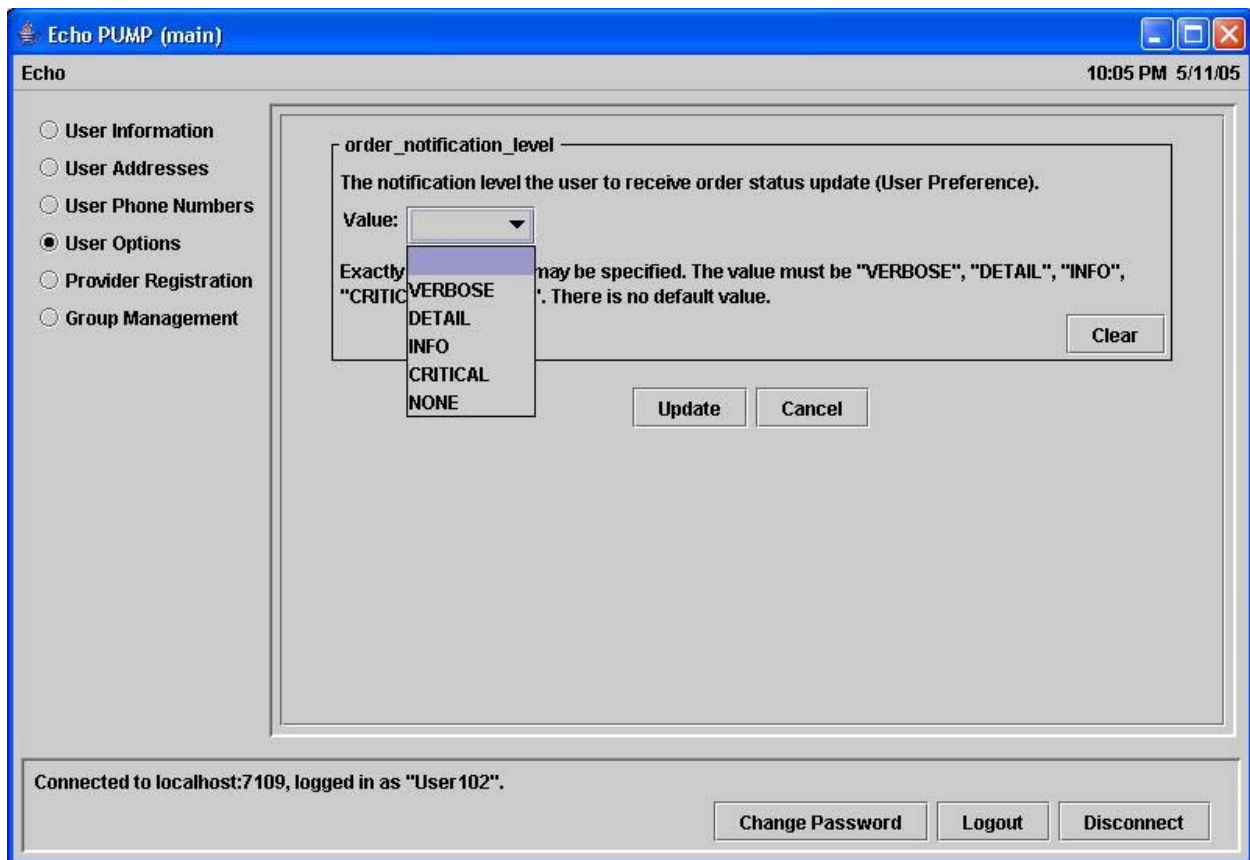 Echo PUMP (main)
Echo
10:05 PM 5/11/05
User Information
User Addresses
User Phone Numbers
User Options
Provider Registration
Group Management
order_notification_level
The notification level the user to receive order status update (User Preference).
Value:
Exactly may be specified. The value must be "VERBOSE", "DETAIL", "INFO",
"CRITIC '. There is no default value.
VERBOSE
DETAIL
INFO
CRITICAL
NONE
Clear
Update
Cancel
Connected to localhost:7109, logged in as "User102".
Change Password
Logout
Disconnect